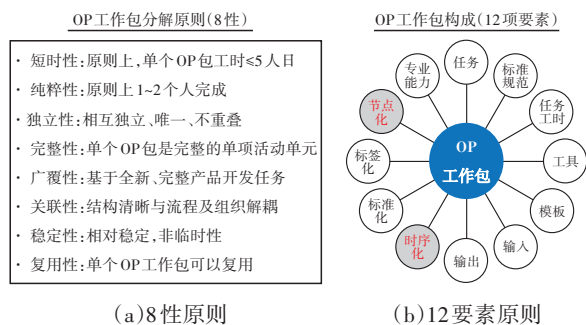 OP工作包分解原则(8性)
· 短时性:原则上,单个OP包工时≤5人日
· 纯粹性:原则上1~2个人完成
· 独立性:相互独立、唯一、不重叠
· 完整性:单个OP包是完整的单项活动单元
· 广覆性:基于全新、完整产品开发任务
· 关联性:结构清晰与流程及组织解耦
· 稳定性:相对稳定,非临时性
· 复用性:单个OP工作包可以复用
(a)8性原则
OP工作包构成(12项要素)
任务
标准
规范
任务
工时
工具
模板
输入
输出
时序
化
标准
化
标签
化
节点
化
专业
能力
OP
工作包
(b)12要素原则